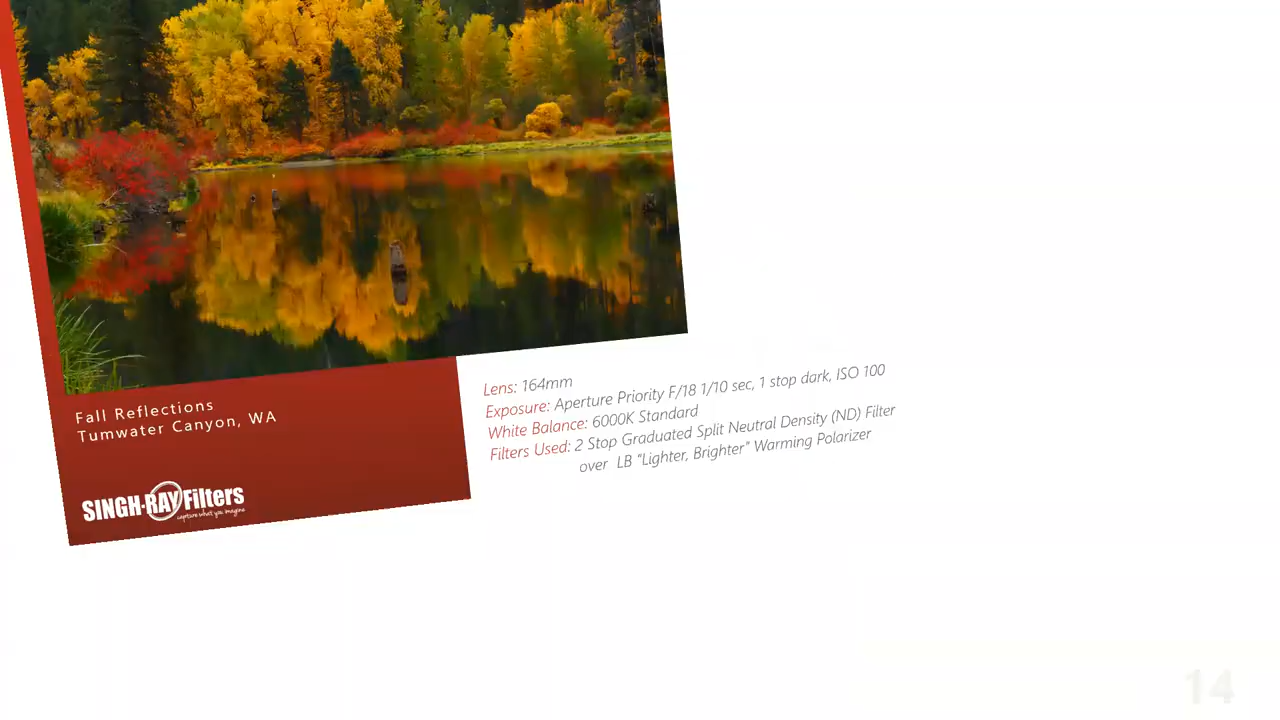 Fall Reflections
Tumwater Canyon, WA
SINGH-RAY Filters
capture what you imagine
Lens: 164mm
Exposure: Aperture Priority F/18 1/10 sec, 1 stop dark, ISO 100
White Balance: 6000K Standard
Filters Used: 2 Stop Graduated Split Neutral Density (ND) Filter
over LB "Lighter, Brighter" Warming Polarizer
14